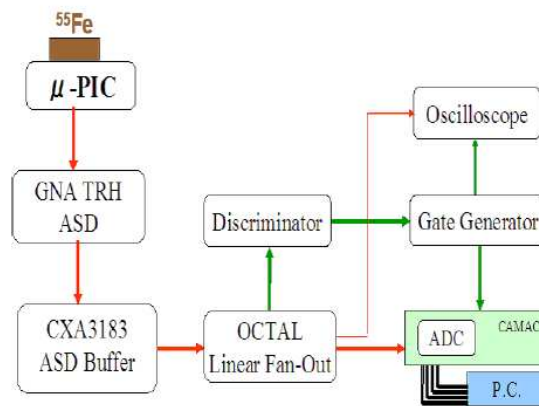 ⁵⁵Fe
μ-PIC
Oscilloscope
GNA TRH
ASD
Discriminator
Gate Generator
CXA3183
ASD Buffer
OCTAL
Linear Fan-Out
CAMAC
ADC
P.C.